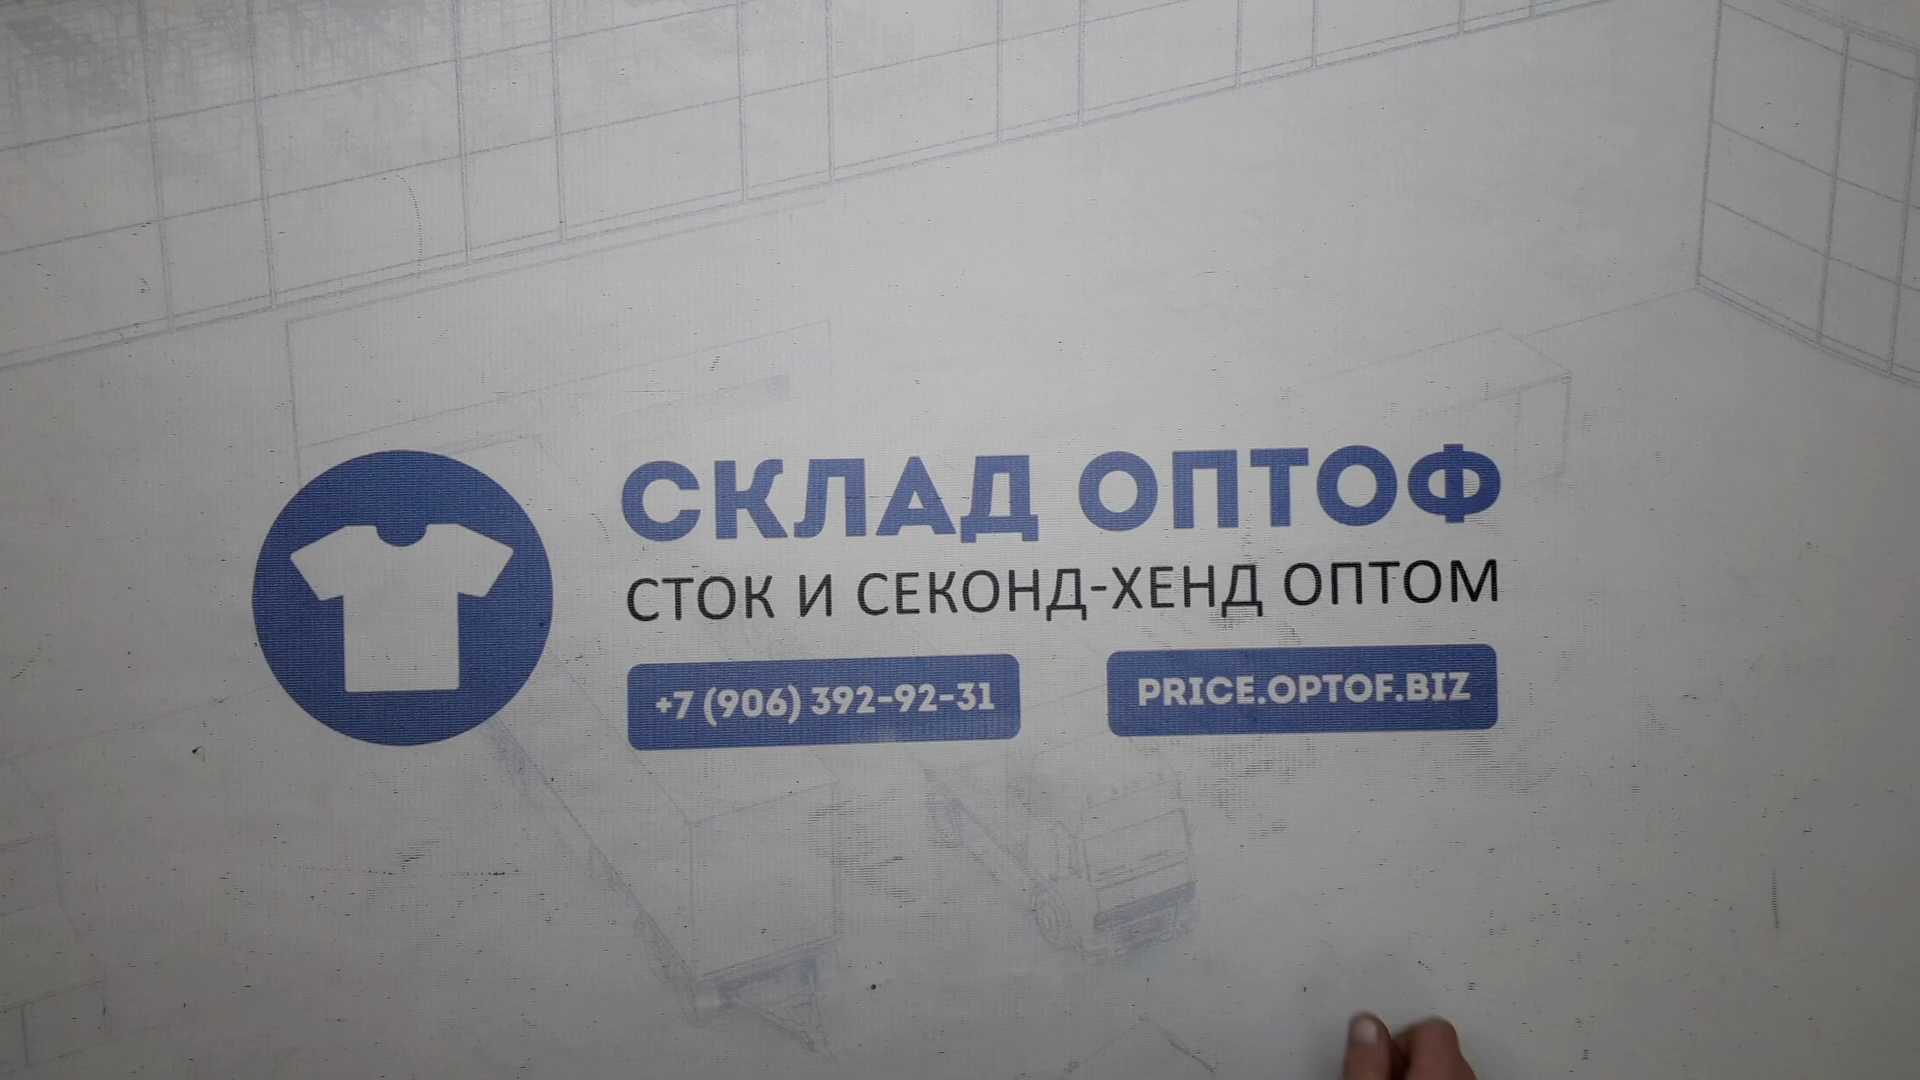 СКЛАД ОПТОФ
СТОК И СЕКОНД-ХЕНД ОПТОМ
+7 (906) 392-92-31
PRICE.OPTOF.BIZ